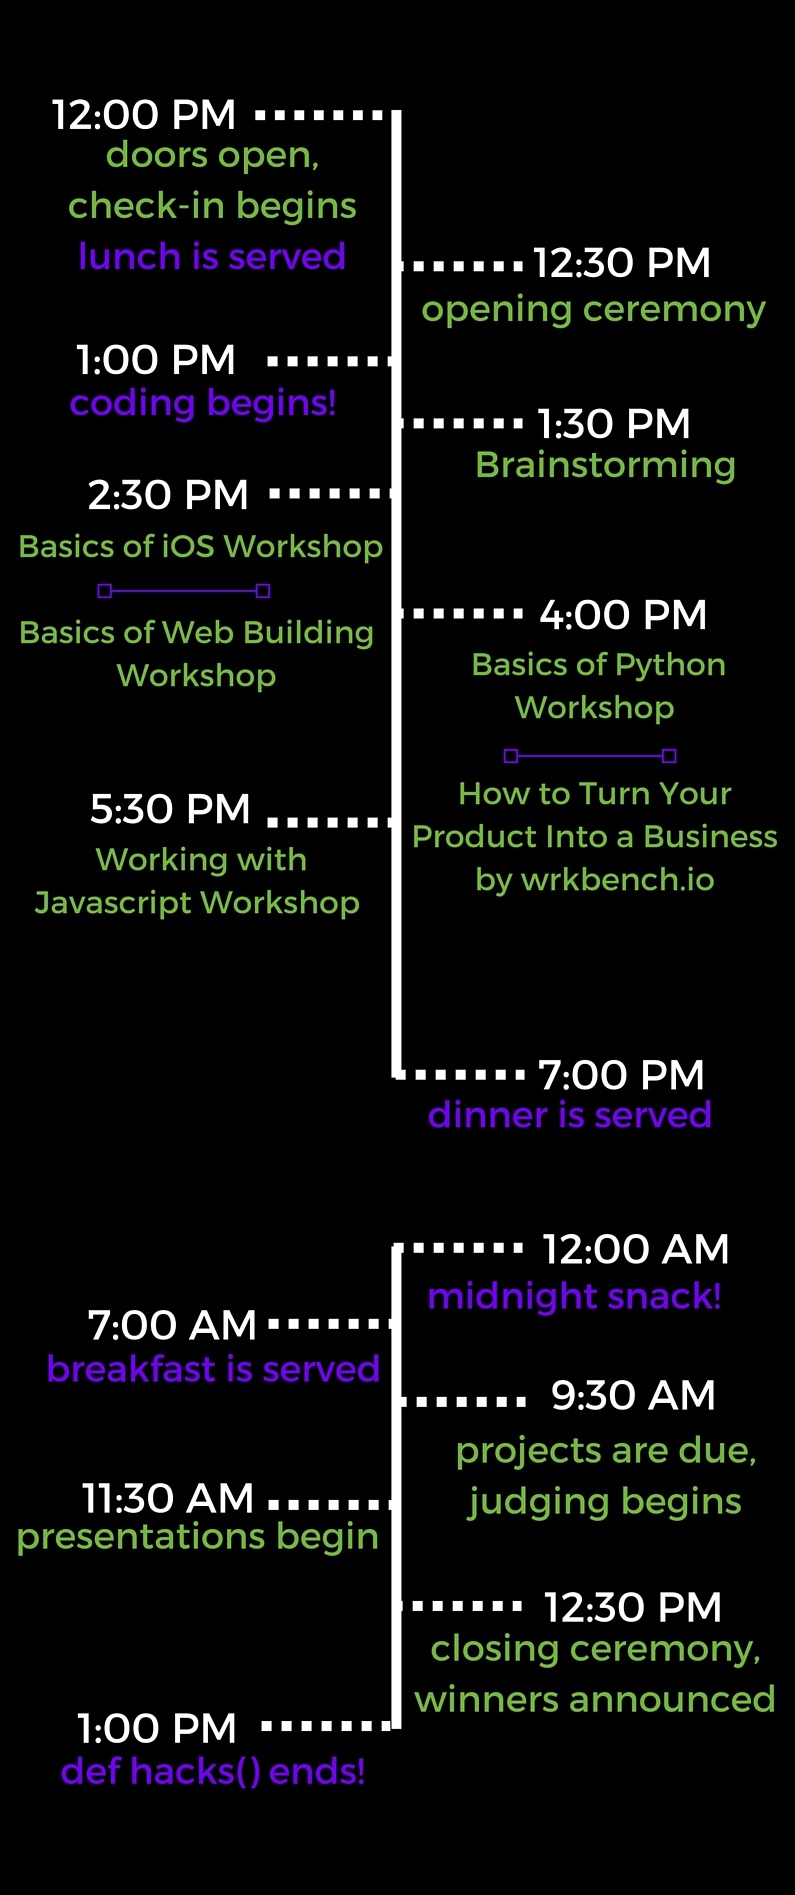 12:00 PM
doors open,
check-in begins
lunch is served
12:30 PM
opening ceremony
1:00 PM
coding begins!
1:30 PM
Brainstorming
2:30 PM
Basics of iOS Workshop
Basics of Web Building
Workshop
4:00 PM
Basics of Python
Workshop
How to Turn Your
Product Into a Business
by wrkbench.io
5:30 PM
Working with
Javascript Workshop
7:00 PM
dinner is served
12:00 AM
midnight snack!
7:00 AM
breakfast is served
9:30 AM
projects are due,
judging begins
11:30 AM
presentations begin
12:30 PM
closing ceremony,
winners announced
1:00 PM
def hacks() ends!